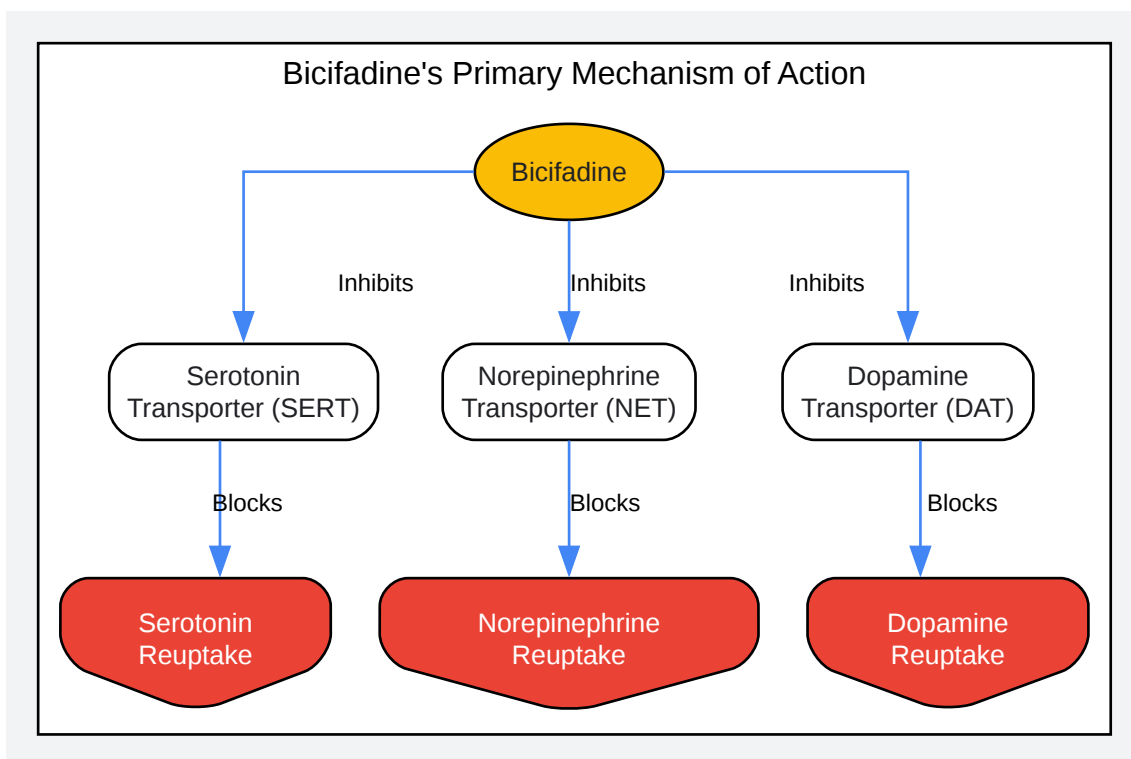 Bicifadine's Primary Mechanism of Action
Bicifadine
Inhibits
Inhibits
Inhibits
Serotonin
Transporter (SERT)
Norepinephrine
Transporter (NET)
Dopamine
Transporter (DAT)
Blocks
Blocks
Blocks
Serotonin
Reuptake
Norepinephrine
Reuptake
Dopamine
Reuptake